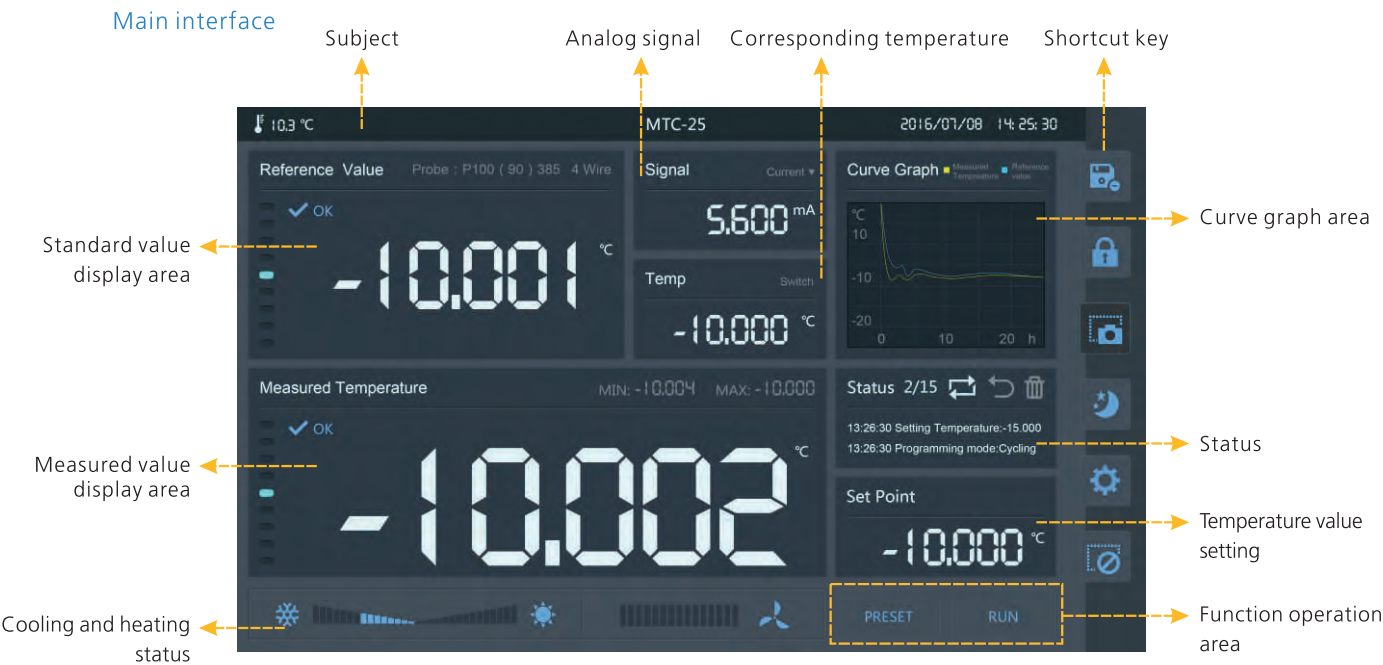 Main interface
Subject
Analog signal
Corresponding temperature
Shortcut key
10.3 ℃
MTC-25
2016/07/08 14:25:30
Reference Value
Probe : P100 ( 90 ) 385 4 Wire
OK
-10.001 ℃
Signal
Current ▾
5.600 mA
Temp
Switch
-10.000 ℃
Curve Graph
Measured
Tempreature
Reference
value
℃
10
-10
-20
0 10 20 h
Curve graph area
Standard value
display area
Measured Temperature
MIN: -10.004 MAX: -10.000
OK
-10.002 ℃
Status 2/15
13:26:30 Setting Temperature:-15.000
13:26:30 Programming mode:Cycling
Status
Measured value
display area
Set Point
-10.000 ℃
Temperature value
setting
PRESET
RUN
Cooling and heating
status
Function operation
area